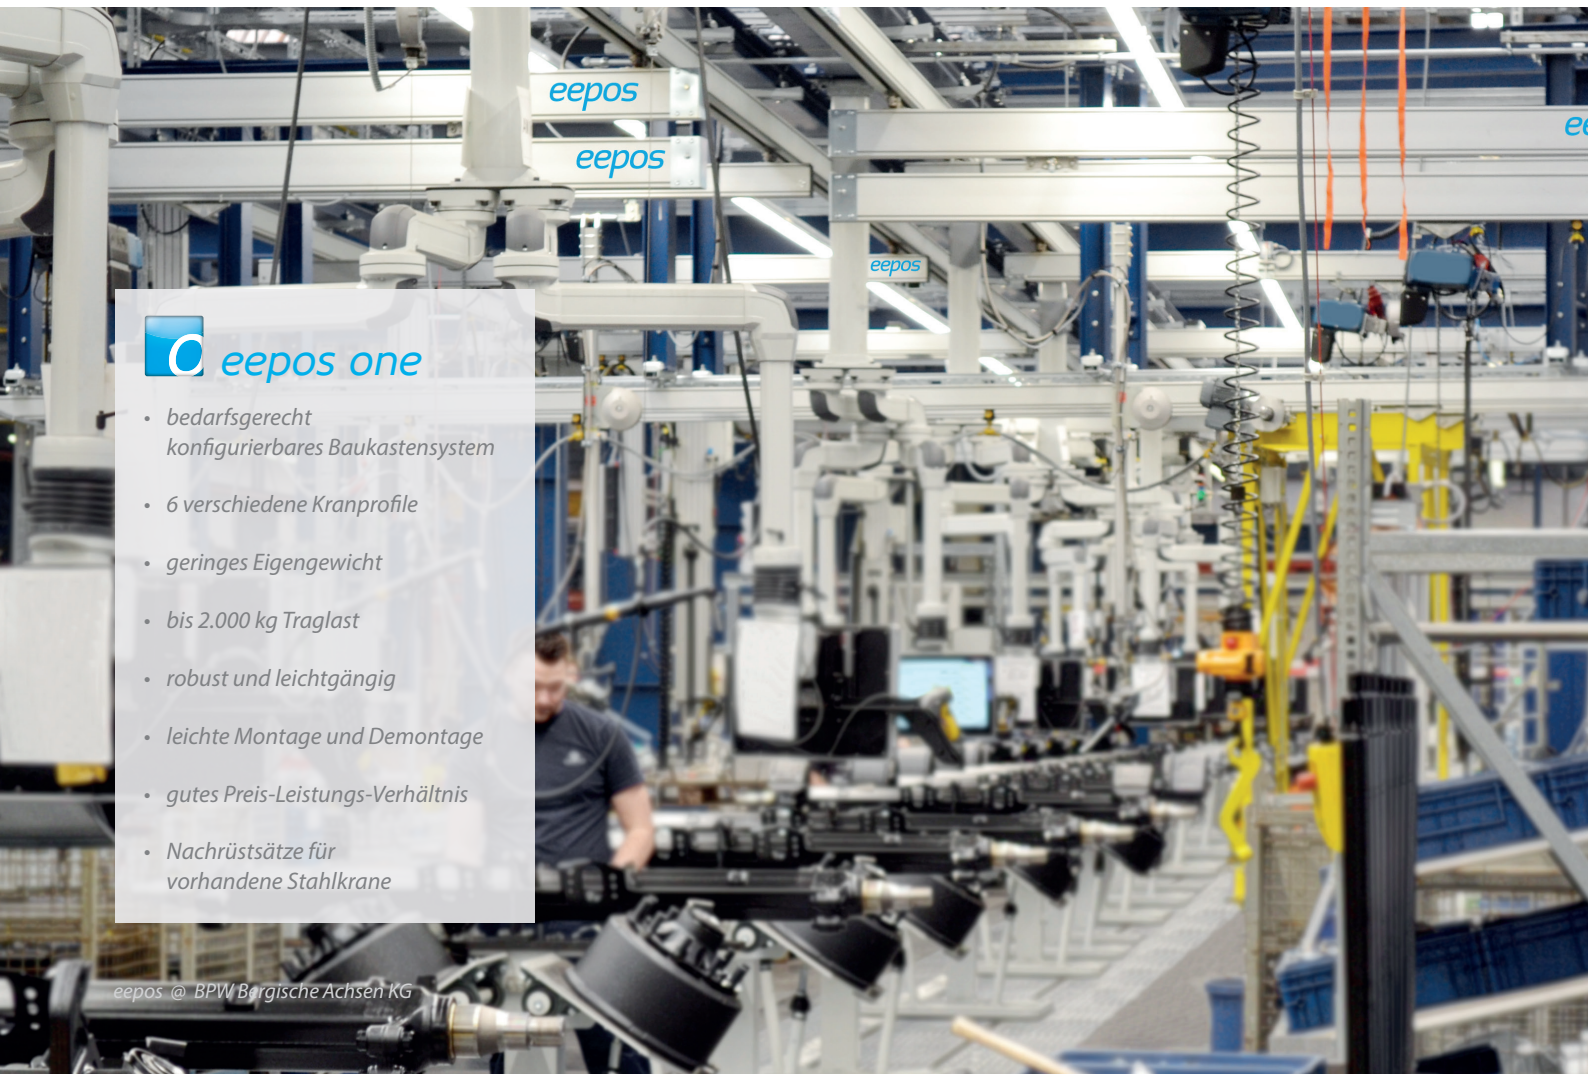 eepos
eepos
eepos
eepos one
• bedarfsgerecht
konfigurierbares Baukastensystem
• 6 verschiedene Kranprofile
• geringes Eigengewicht
• bis 2.000 kg Traglast
• robust und leichtgängig
• leichte Montage und Demontage
• gutes Preis-Leistungs-Verhältnis
• Nachrüstsätze für
vorhandene Stahlkrane
eepos @ BPW Bergische Achsen KG